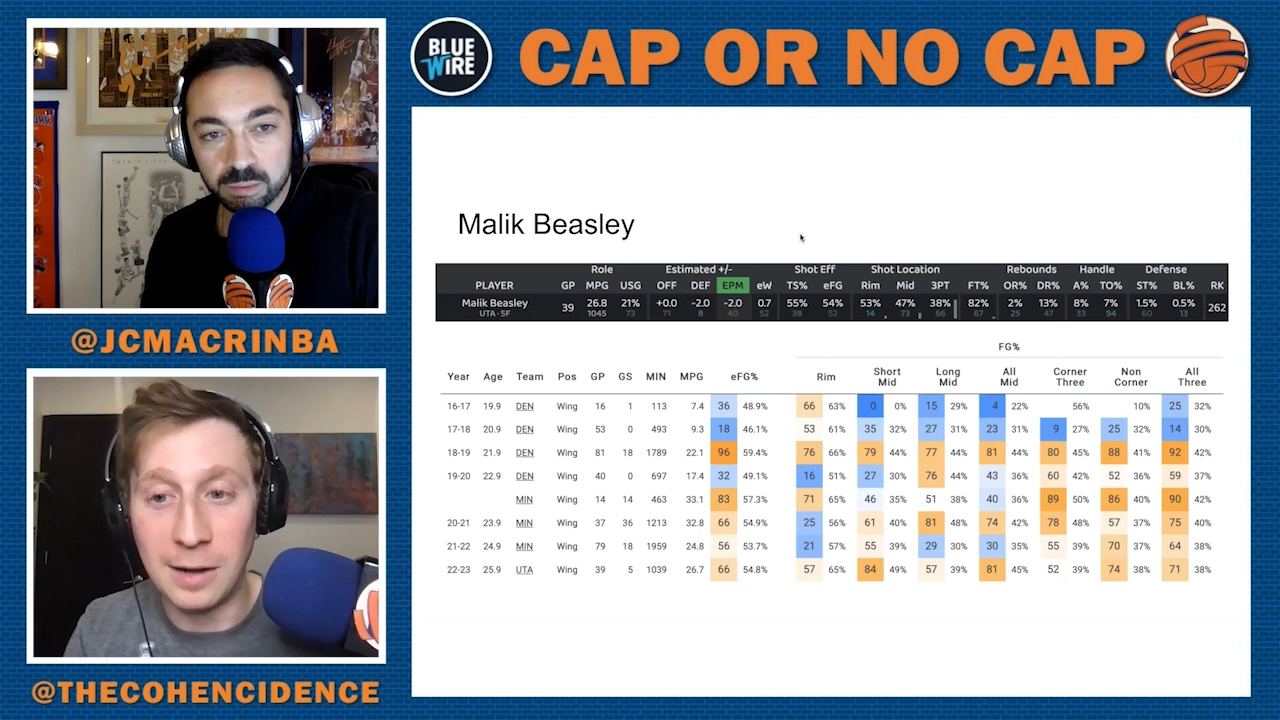 BLUE
WIRE
CAP OR NO CAP
@JCMACRINBA
@THECOHENCIDENCE
Malik Beasley
Role Estimated +/- Shot Eff Shot Location Rebounds Handle Defense
PLAYER GP MPG USG OFF DEF EPM eW TS% eFG Rim Mid 3PT FT% OR% DR% A% TO% ST% BL% RK
Malik Beasley 39 26.8 21% +0.0 -2.0 -2.0 0.7 55% 54% 53% 47% 38% 82% 2% 13% 8% 7% 1.5% 0.5% 262
UTA · SF 1045 73 71 8 40 52 38 52 14 73 66 67 25 47 33 94 60 13
FG%
Year Age Team Pos GP GS MIN MPG eFG% Rim Short Mid Long Mid All Mid Corner Three Non Corner All Three
16-17 19.9 DEN Wing 16 1 113 7.4 36 48.9% 66 63% 0 0% 15 29% 4 22% 56% 10% 25 32%
17-18 20.9 DEN Wing 53 0 493 9.3 18 46.1% 53 61% 35 32% 27 31% 23 31% 9 27% 25 32% 14 30%
18-19 21.9 DEN Wing 81 18 1789 22.1 96 59.4% 76 66% 79 44% 77 44% 81 44% 80 45% 88 41% 92 42%
19-20 22.9 DEN Wing 40 0 697 17.4 32 49.1% 16 51% 27 30% 76 44% 43 36% 60 42% 52 36% 59 37%
MIN Wing 14 14 463 33.1 83 57.3% 71 65% 46 35% 51 38% 40 36% 89 50% 86 40% 90 42%
20-21 23.9 MIN Wing 37 36 1213 32.8 66 54.9% 25 56% 61 40% 81 48% 74 42% 78 48% 57 37% 75 40%
21-22 24.9 MIN Wing 79 18 1959 24.8 56 53.7% 21 57% 55 39% 29 30% 30 35% 55 39% 70 37% 64 38%
22-23 25.9 UTA Wing 39 5 1039 26.7 66 54.8% 57 65% 84 49% 57 39% 81 45% 52 39% 74 38% 71 38%